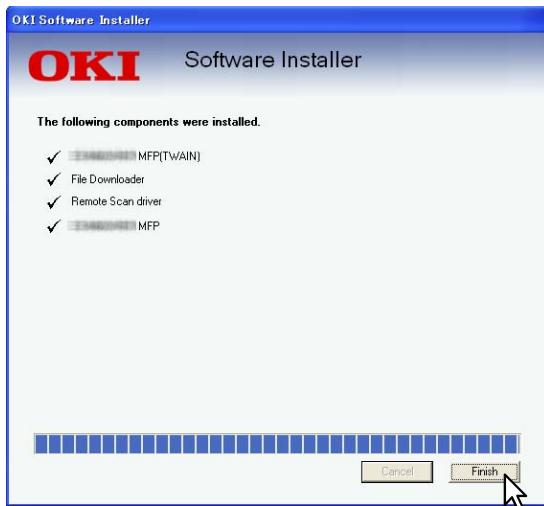 OKI Software Installer
OKI
Software Installer
The following components were installed.
MFP(TWAIN)
File Downloader
Remote Scan driver
MFP
Cancel
Finish